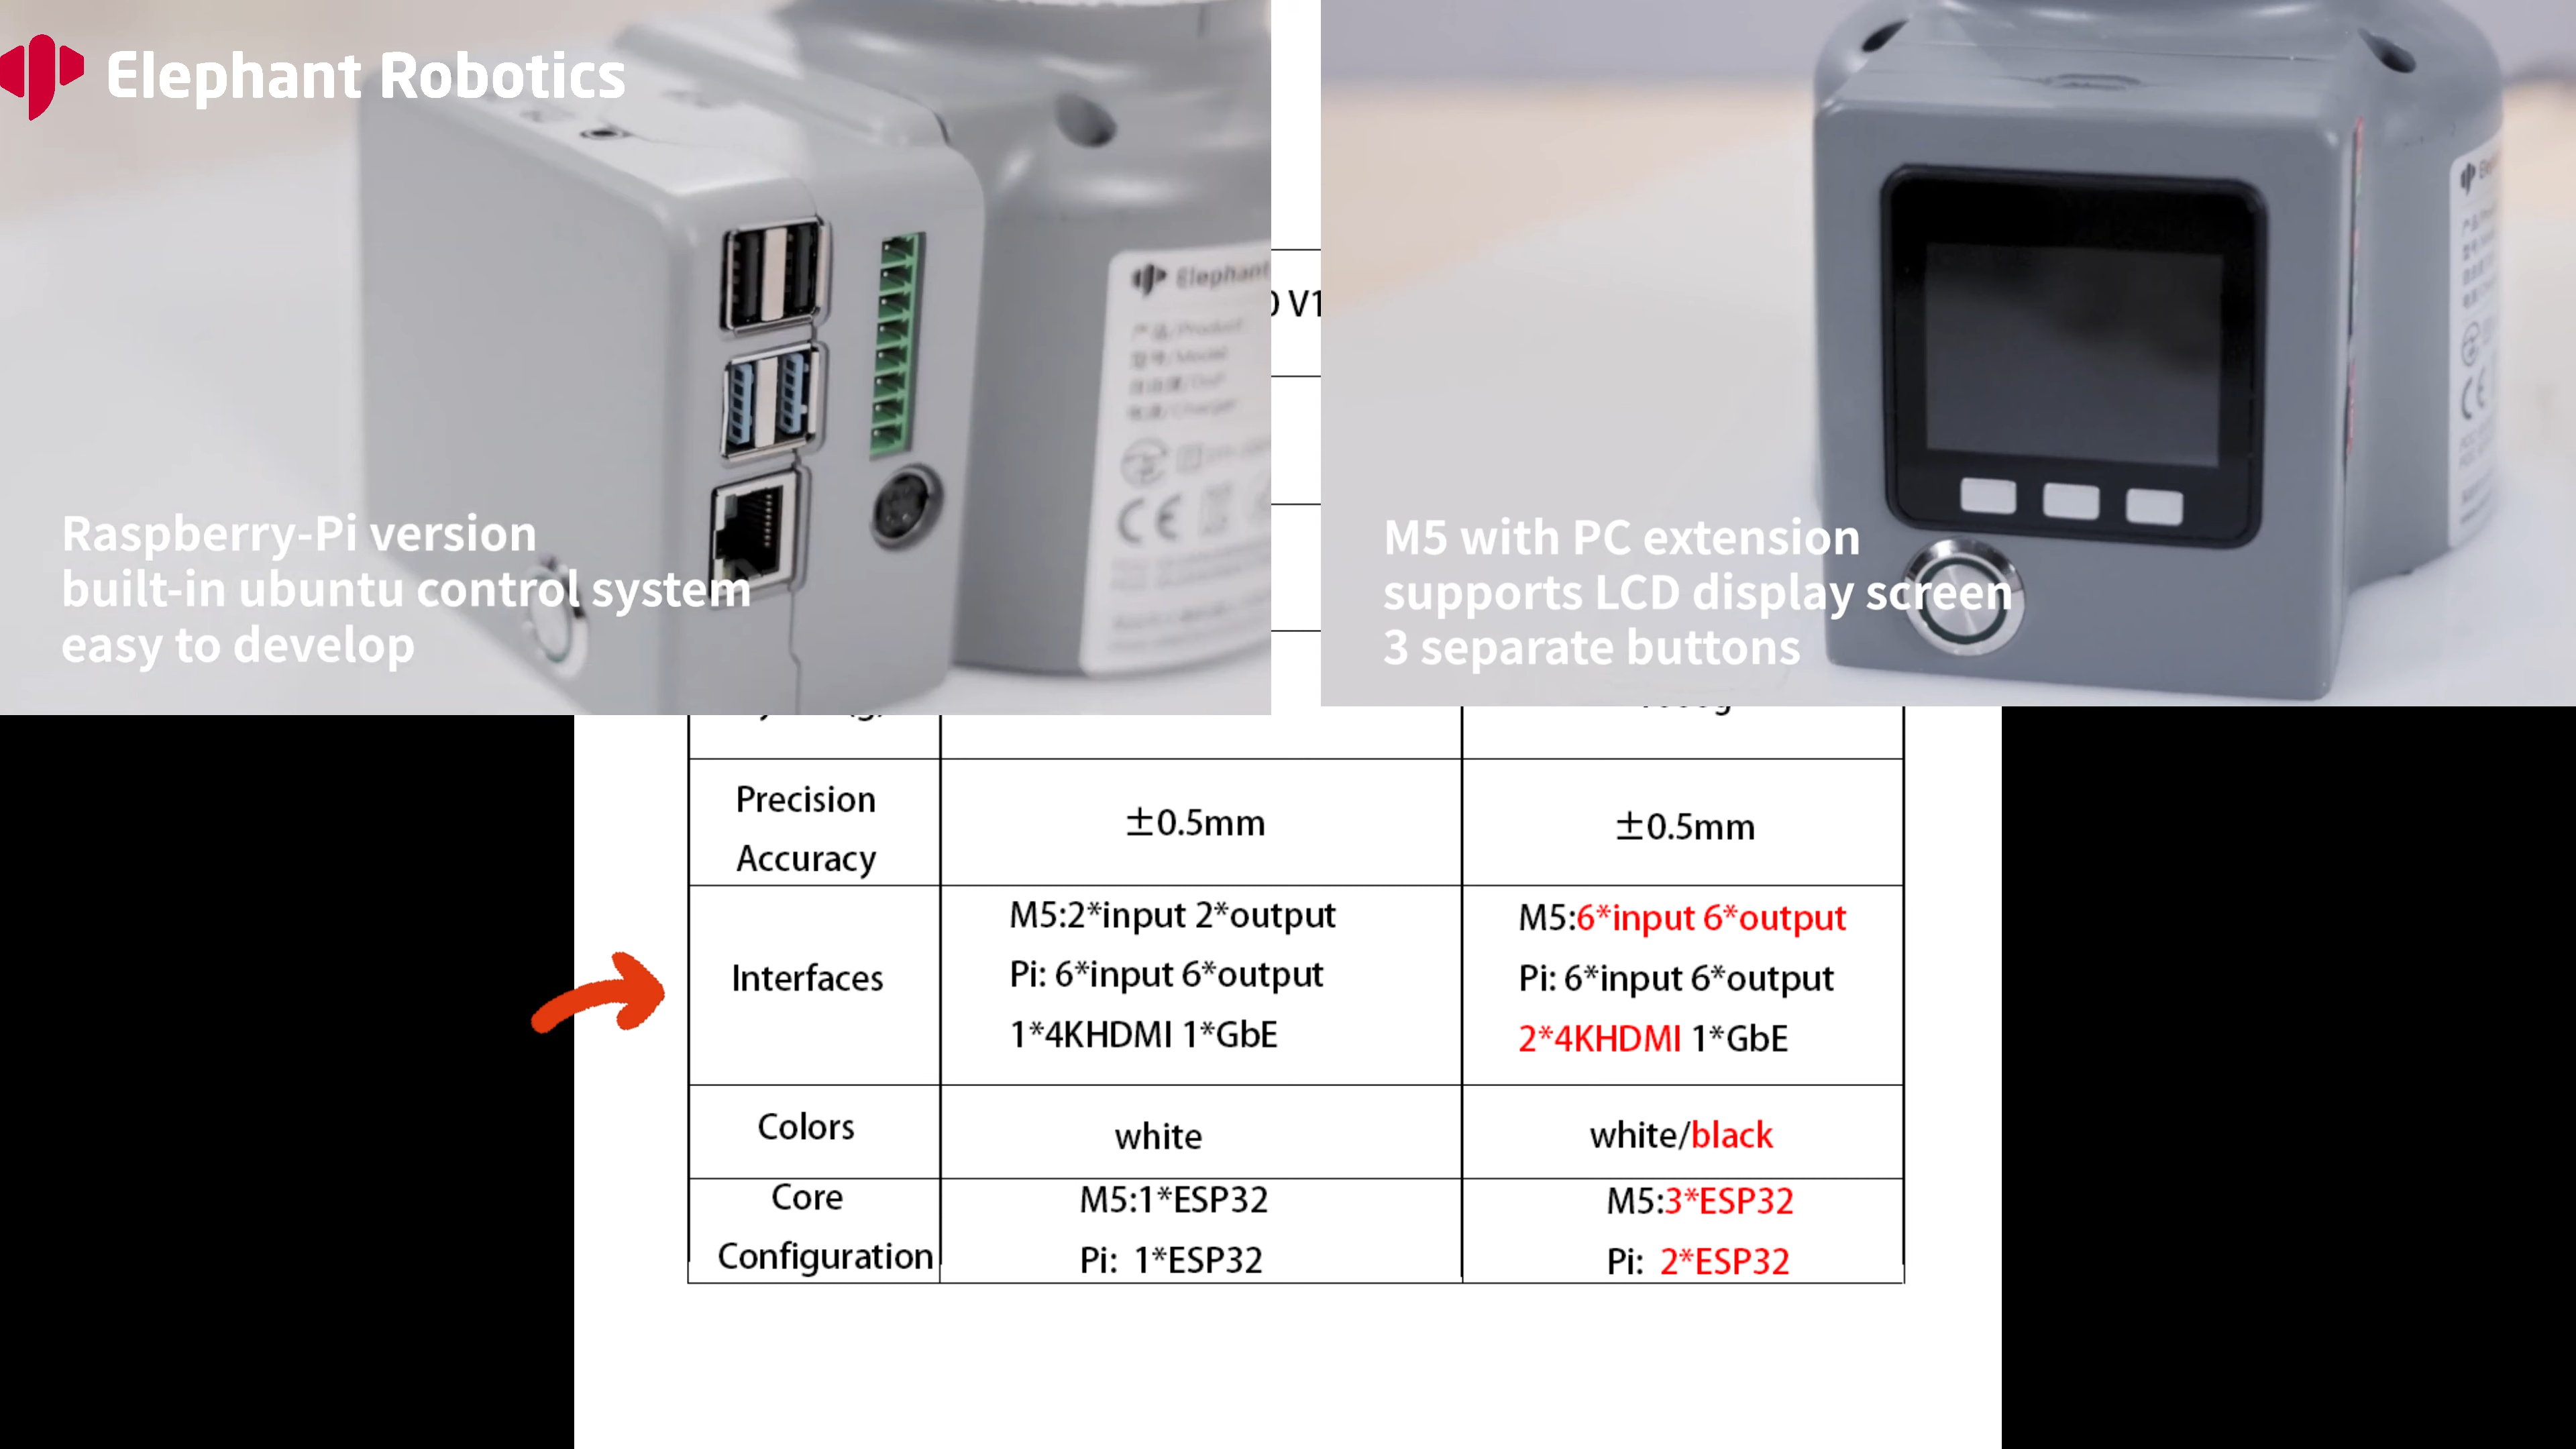 Elephant Robotics
Raspberry-Pi version
built-in ubuntu control system
easy to develop
Elephant
M5 with PC extension
supports LCD display screen
3 separate buttons
Precision
Accuracy
±0.5mm
±0.5mm
Interfaces
M5:2*input 2*output
Pi: 6*input 6*output
1*4KHDMI 1*GbE
M5:6*input 6*output
Pi: 6*input 6*output
2*4KHDMI 1*GbE
Colors
white
white/black
Core
Configuration
M5:1*ESP32
Pi: 1*ESP32
M5:3*ESP32
Pi: 2*ESP32